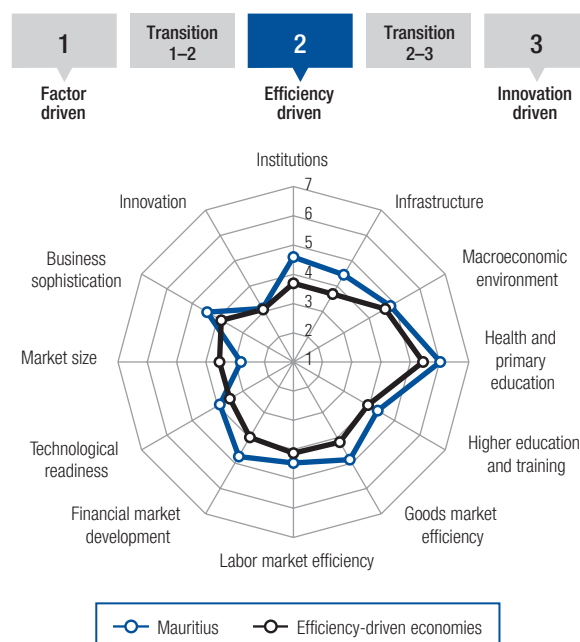 1
Transition
1–2
2
Transition
2–3
3
Factor
driven
Efficiency
driven
Innovation
driven
Institutions
Infrastructure
Macroeconomic
environment
Health and
primary
education
Higher education
and training
Goods market
efficiency
Labor market efficiency
Financial market
development
Technological
readiness
Market size
Business
sophistication
Innovation
7
6
5
4
3
2
1
Mauritius
Efficiency-driven economies